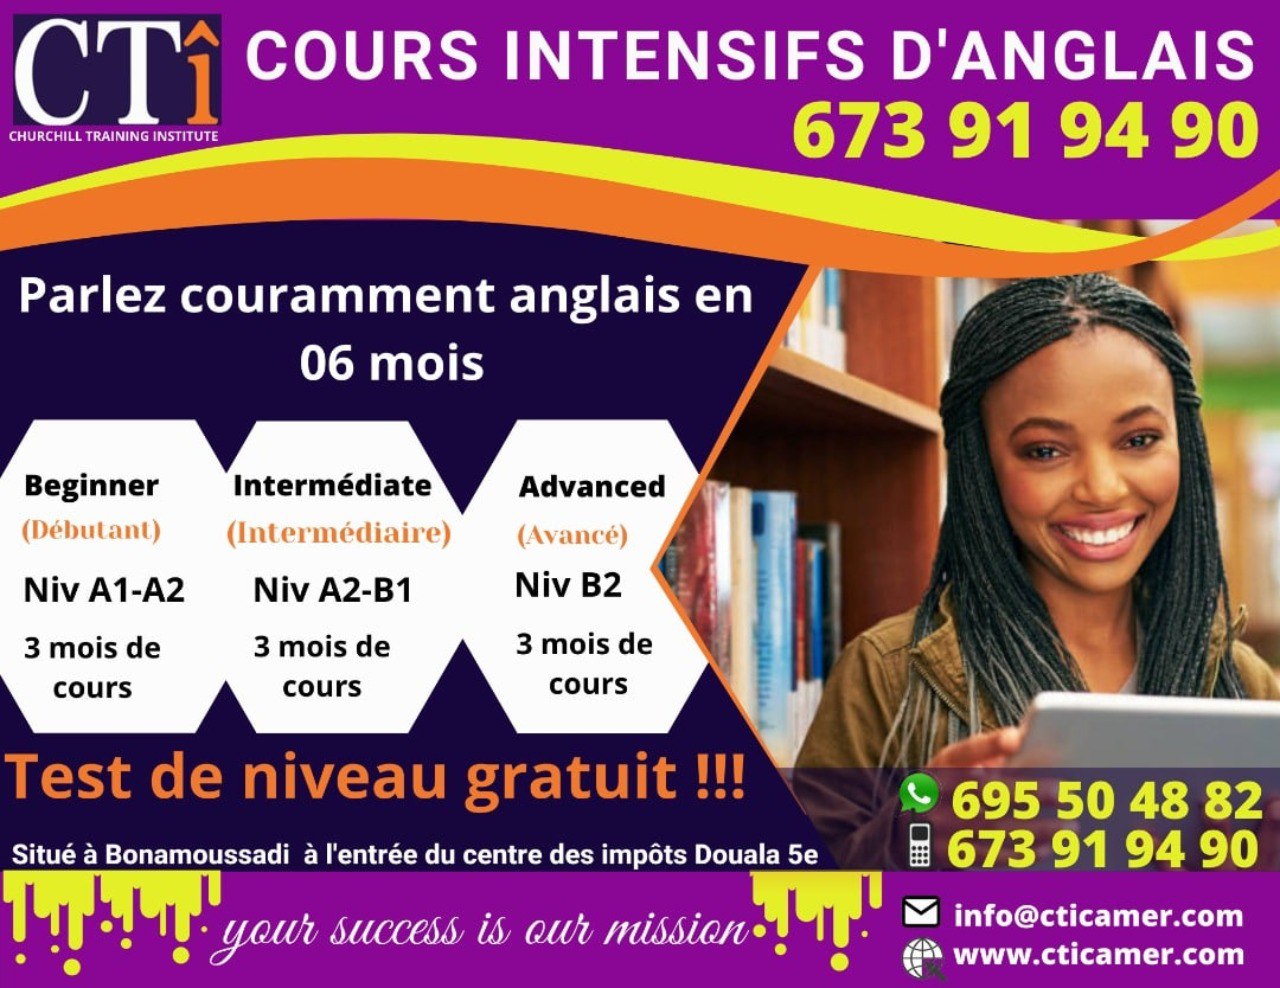 CTî
CHURCHILL TRAINING INSTITUTE
COURS INTENSIFS D'ANGLAIS
673 91 94 90
Parlez couramment anglais en
06 mois
Beginner
(Débutant)
Niv A1-A2
3 mois de
cours
Intermédiate
(Intermédiaire)
Niv A2-B1
3 mois de
cours
Advanced
(Avancé)
Niv B2
3 mois de
cours
Test de niveau gratuit !!!
Situé à Bonamoussadi à l'entrée du centre des impôts Douala 5e
695 50 48 82
673 91 94 90
your success is our mission
info@cticamer.com
www.cticamer.com